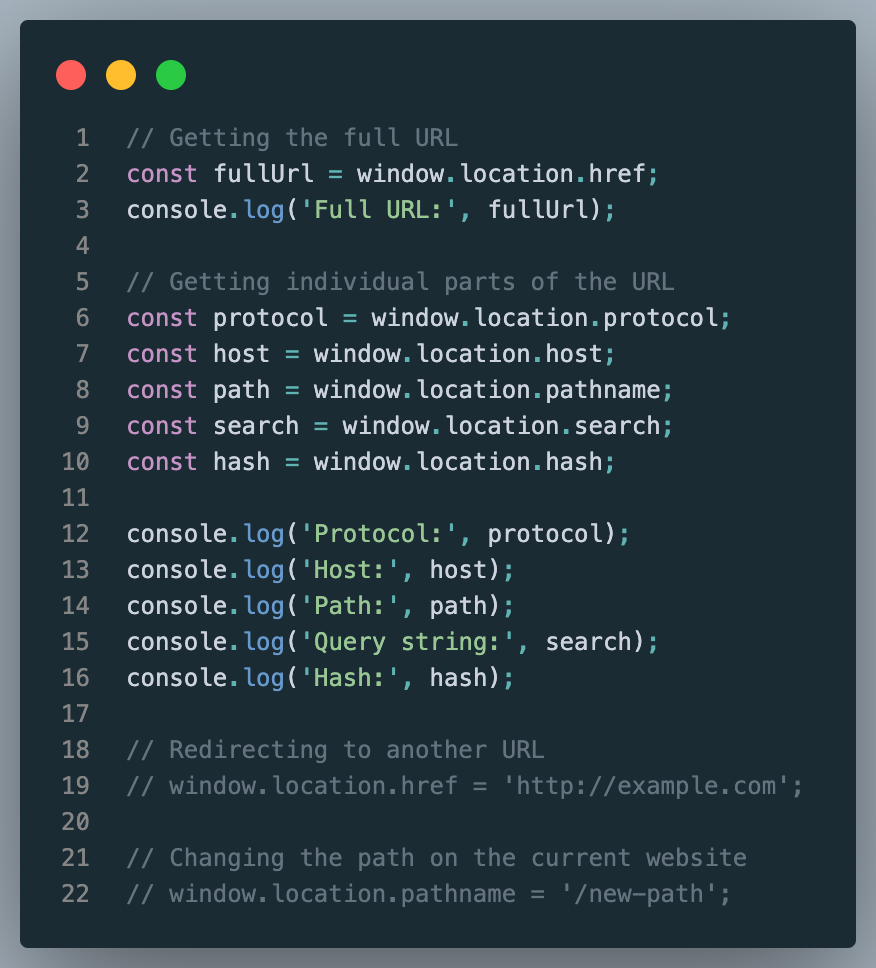 1 // Getting the full URL
2 const fullUrl = window.location.href;
3 console.log('Full URL:', fullUrl);
4
5 // Getting individual parts of the URL
6 const protocol = window.location.protocol;
7 const host = window.location.host;
8 const path = window.location.pathname;
9 const search = window.location.search;
10 const hash = window.location.hash;
11
12 console.log('Protocol:', protocol);
13 console.log('Host:', host);
14 console.log('Path:', path);
15 console.log('Query string:', search);
16 console.log('Hash:', hash);
17
18 // Redirecting to another URL
19 // window.location.href = 'http://example.com';
20
21 // Changing the path on the current website
22 // window.location.pathname = '/new-path';